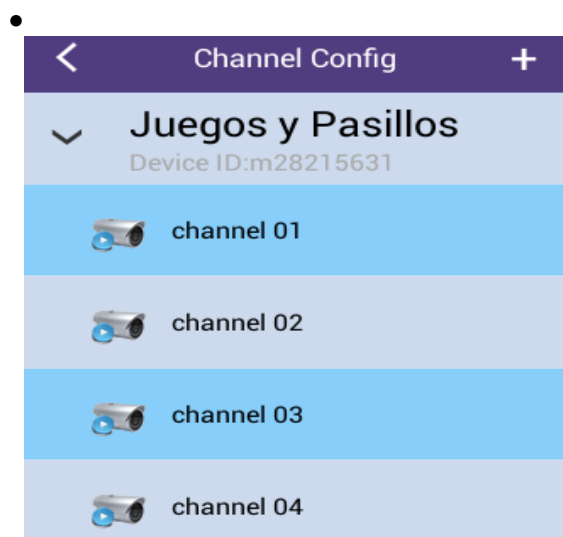 Channel Config
Juegos y Pasillos
Device ID:m28215631
channel 01
channel 02
channel 03
channel 04